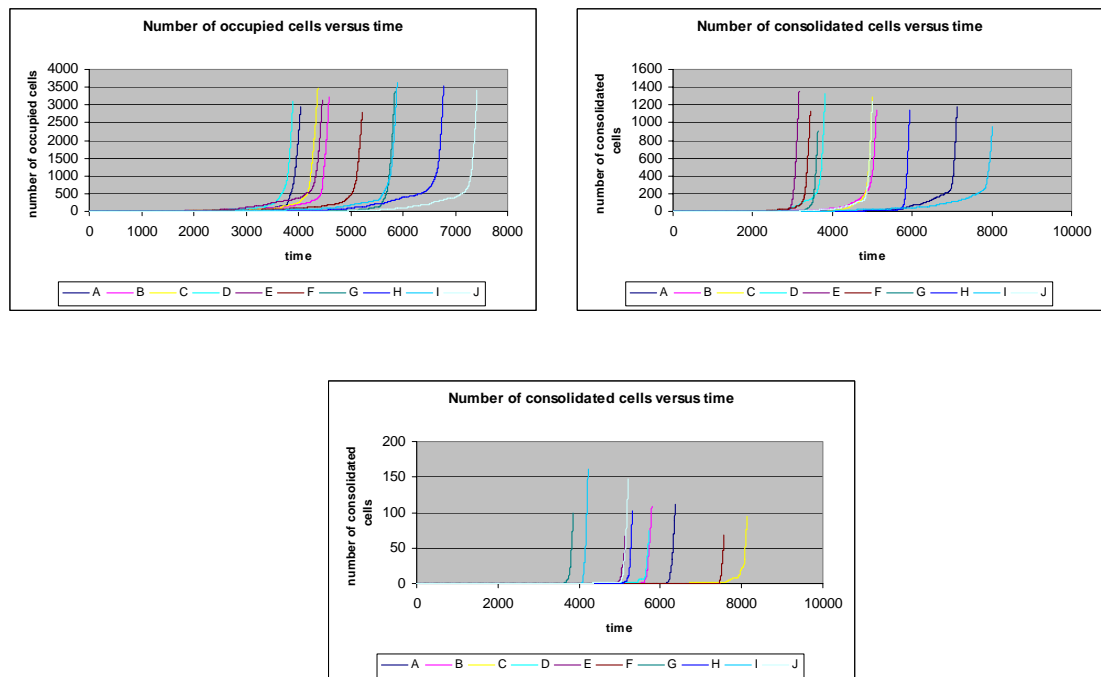 Number of occupied cells versus time
number of occupied cells
4000
3500
3000
2500
2000
1500
1000
500
0
0 1000 2000 3000 4000 5000 6000 7000 8000
time
A B C D E F G H I J
Number of consolidated cells versus time
number of consolidated
cells
1600
1400
1200
1000
800
600
400
200
0
0 2000 4000 6000 8000 10000
time
A B C D E F G H I J
Number of consolidated cells versus time
number of consolidated
cells
200
150
100
50
0
0 2000 4000 6000 8000 10000
time
A B C D E F G H I J